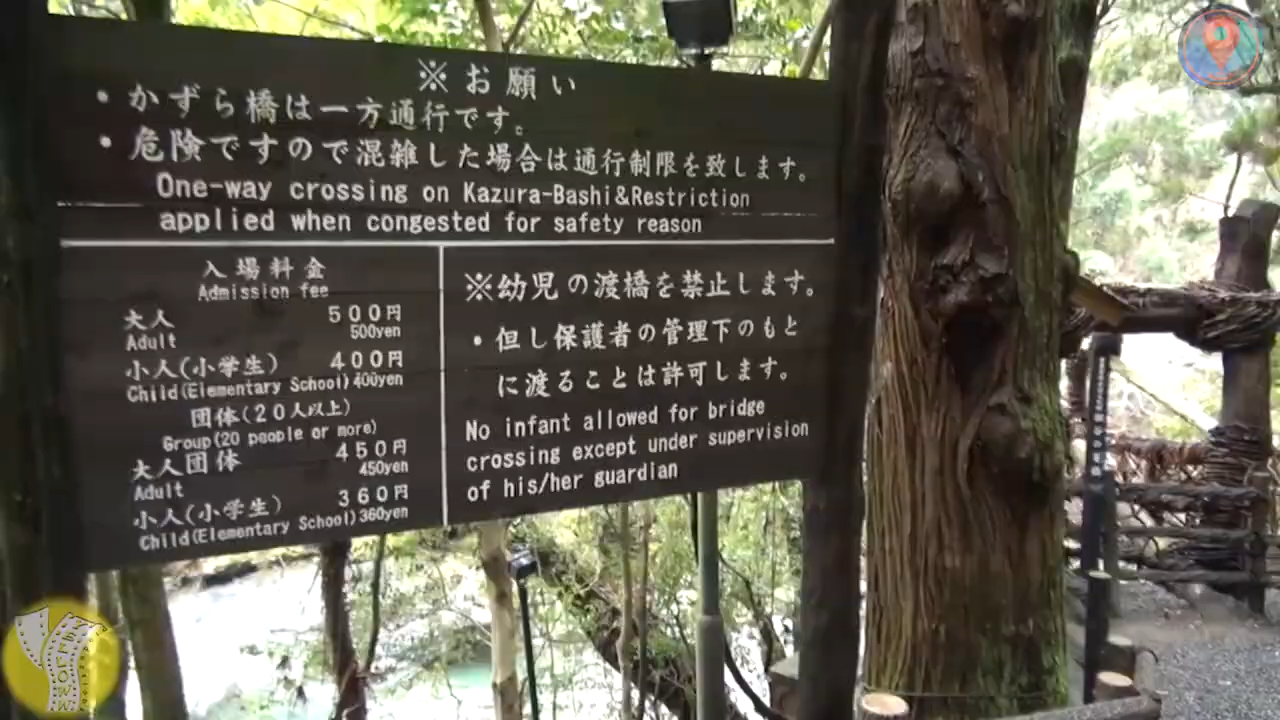 ※お願い
・かずら橋は一方通行です。
・危険ですので混雑した場合は通行制限を致します。
One-way crossing on Kazura-Bashi&Restriction
applied when congested for safety reason
入場料金
Admission fee
大人 500円
Adult 500yen
小人(小学生) 400円
Child(Elementary School) 400yen
団体(20人以上)
Group(20 people or more)
大人団体 450円
Adult 450yen
小人(小学生) 360円
Child(Elementary School) 360yen
※幼児の渡橋を禁止します。
・但し保護者の管理下のもと
に渡ることは許可します。
No infant allowed for bridge
crossing except under supervision
of his/her guardian
YELLOW